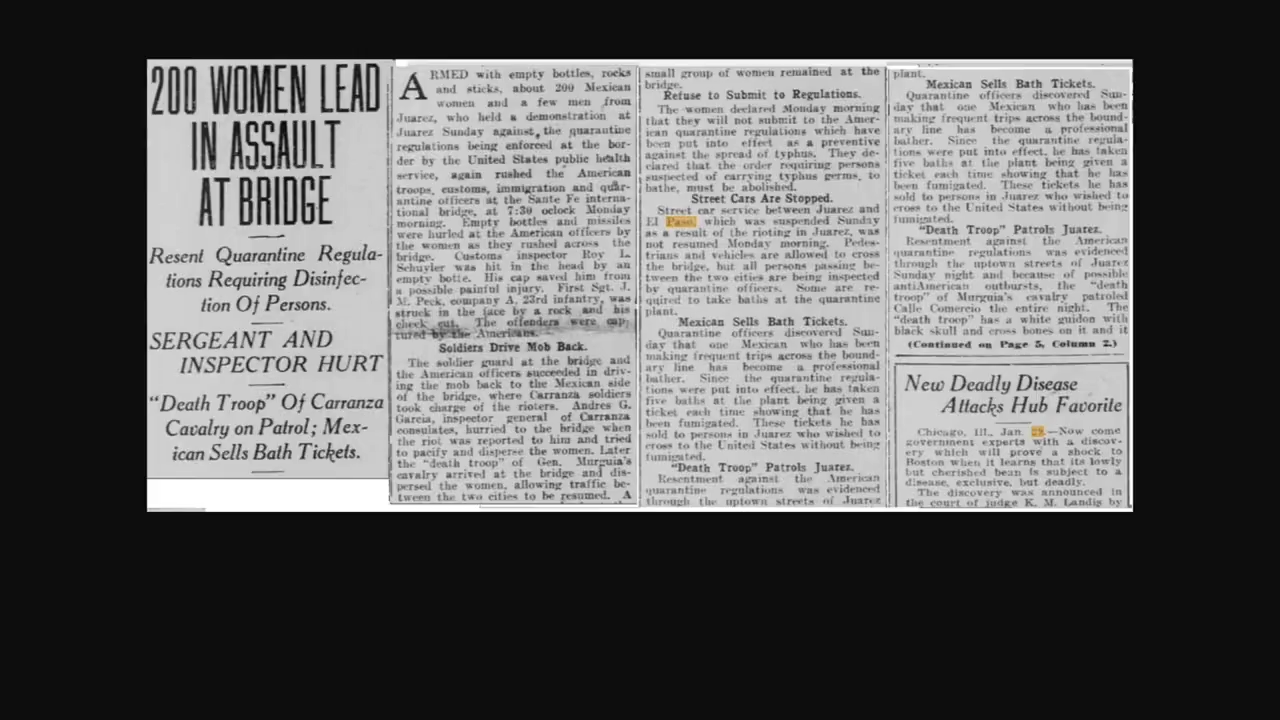 200 WOMEN LEAD
IN ASSAULT
AT BRIDGE
Resent Quarantine Regula-
tions Requiring Disinfec-
tion Of Persons.
SERGEANT AND
INSPECTOR HURT
"Death Troop" Of Carranza
Cavalry on Patrol; Mex-
ican Sells Bath Tickets.
ARMED with empty bottles, rocks
and sticks, about 200 Mexican
women and a few men from
Juarez, who held a demonstration at
Juarez Sunday against the quarantine
regulations being enforced at the bor-
der by the United States public health
service, again rushed the American
troops, customs, immigration and quar-
antine officers at the Sante Fe interna-
tional bridge, at 7:30 oclock Monday
morning. Empty bottles and missiles
were hurled at the American officers by
the women as they rushed across the
bridge. Customs inspector Roy L.
Schuyler was hit in the head by an
empty botte. His cap saved him from
a possible painful injury. First Sgt. J.
M. Peck, company A, 23rd infantry, was
struck in the face by a rock and his
cheek cut. The offenders were cap-
tured by the Americans.
Soldiers Drive Mob Back.
The soldier guard at the bridge and
the American officers succeeded in driv-
ing the mob back to the Mexican side
of the bridge, where Carranza soldiers
took charge of the rioters. Andres G.
Garcia, inspector general of Carranza
consulates, hurried to the bridge when
the riot was reported to him and tried
to pacify and disperse the women. Later
the "death troop" of Gen. Murguia's
cavalry arrived at the bridge and dis-
persed the women, allowing traffic be-
tween the two cities to be resumed. A
small group of women remained at the
bridge.
Refuse to Submit to Regulations.
The women declared Monday morning
that they will not submit to the Amer-
ican quarantine regulations which have
been put into effect as a preventive
against the spread of typhus. They de-
clared that the order requiring persons
suspected of carrying typhus germs, to
bathe, must be abolished.
Street Cars Are Stopped.
Street car service between Juarez and
El Paso, which was suspended Sunday
as a result of the rioting in Juarez, was
not resumed Monday morning. Pedes-
trians and vehicles are allowed to cross
the bridge, but all persons passing be-
tween the two cities are being inspected
by quarantine officers. Some are re-
quired to take baths at the quarantine
plant.
Mexican Sells Bath Tickets.
Quarantine officers discovered Sun-
day that one Mexican who has been
making frequent trips across the bound-
ary line has become a professional
bather. Since the quarantine regula-
tions were put into effect, he has taken
five baths at the plant being given a
ticket each time showing that he has
been fumigated. These tickets he has
sold to persons in Juarez who wished to
cross to the United States without being
fumigated.
"Death Troop" Patrols Juarez.
Resentment against the American
quarantine regulations was evidenced
through the uptown streets of Juarez
plant.
Mexican Sells Bath Tickets.
Quarantine officers discovered Sun-
day that one Mexican who has been
making frequent trips across the bound-
ary line has become a professional
bather. Since the quarantine regula-
tions were put into effect, he has taken
five baths at the plant being given a
ticket each time showing that he has
been fumigated. These tickets he has
sold to persons in Juarez who wished to
cross to the United States without being
fumigated.
"Death Troop" Patrols Juarez.
Resentment against the American
quarantine regulations was evidenced
through the uptown streets of Juarez
Sunday night and because of possible
antiAmerican outbursts, the "death
troop" of Murguia's cavalry patroled
Calle Comercio the entire night. The
"death troop" has a white guidon with
black skull and cross bones on it and it
(Continued on Page 5, Column 2.)
New Deadly Disease
Attacks Hub Favorite
Chicago, Ill., Jan. 29.—Now come
government experts with a discov-
ery which will prove a shock to
Boston when it learns that its lowly
but cherished bean is subject to a
disease, exclusive, but deadly.
The discovery was announced in
the court of judge K. M. Landis by